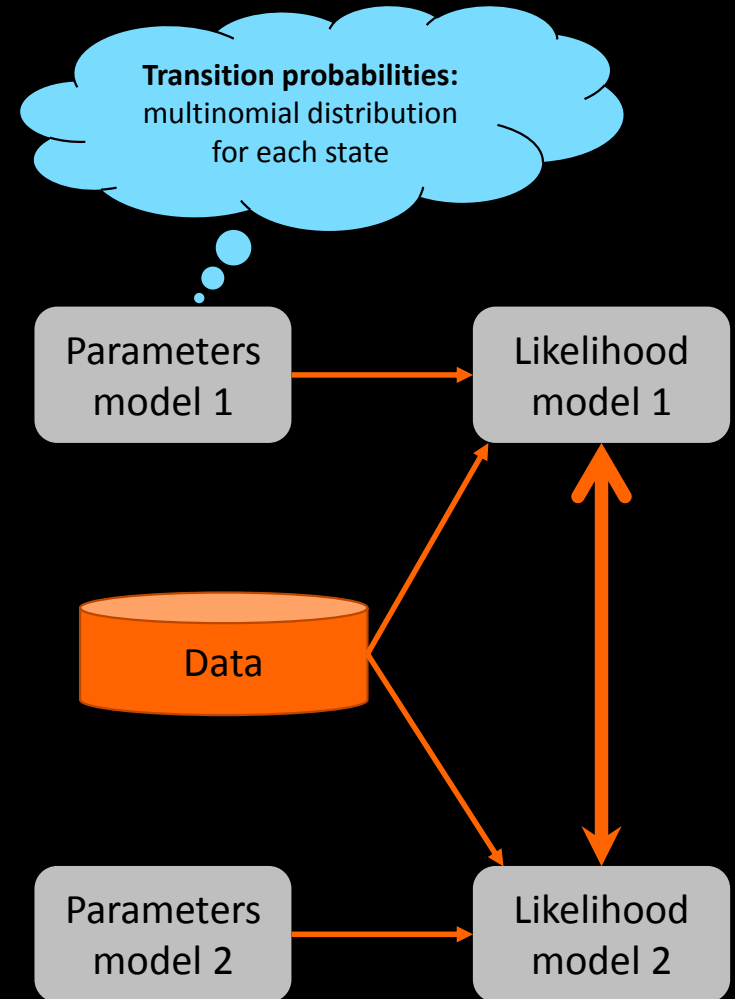 Transition probabilities:
multinomial distribution
for each state
Parameters
model 1
Likelihood
model 1
Data
Parameters
model 2
Likelihood
model 2